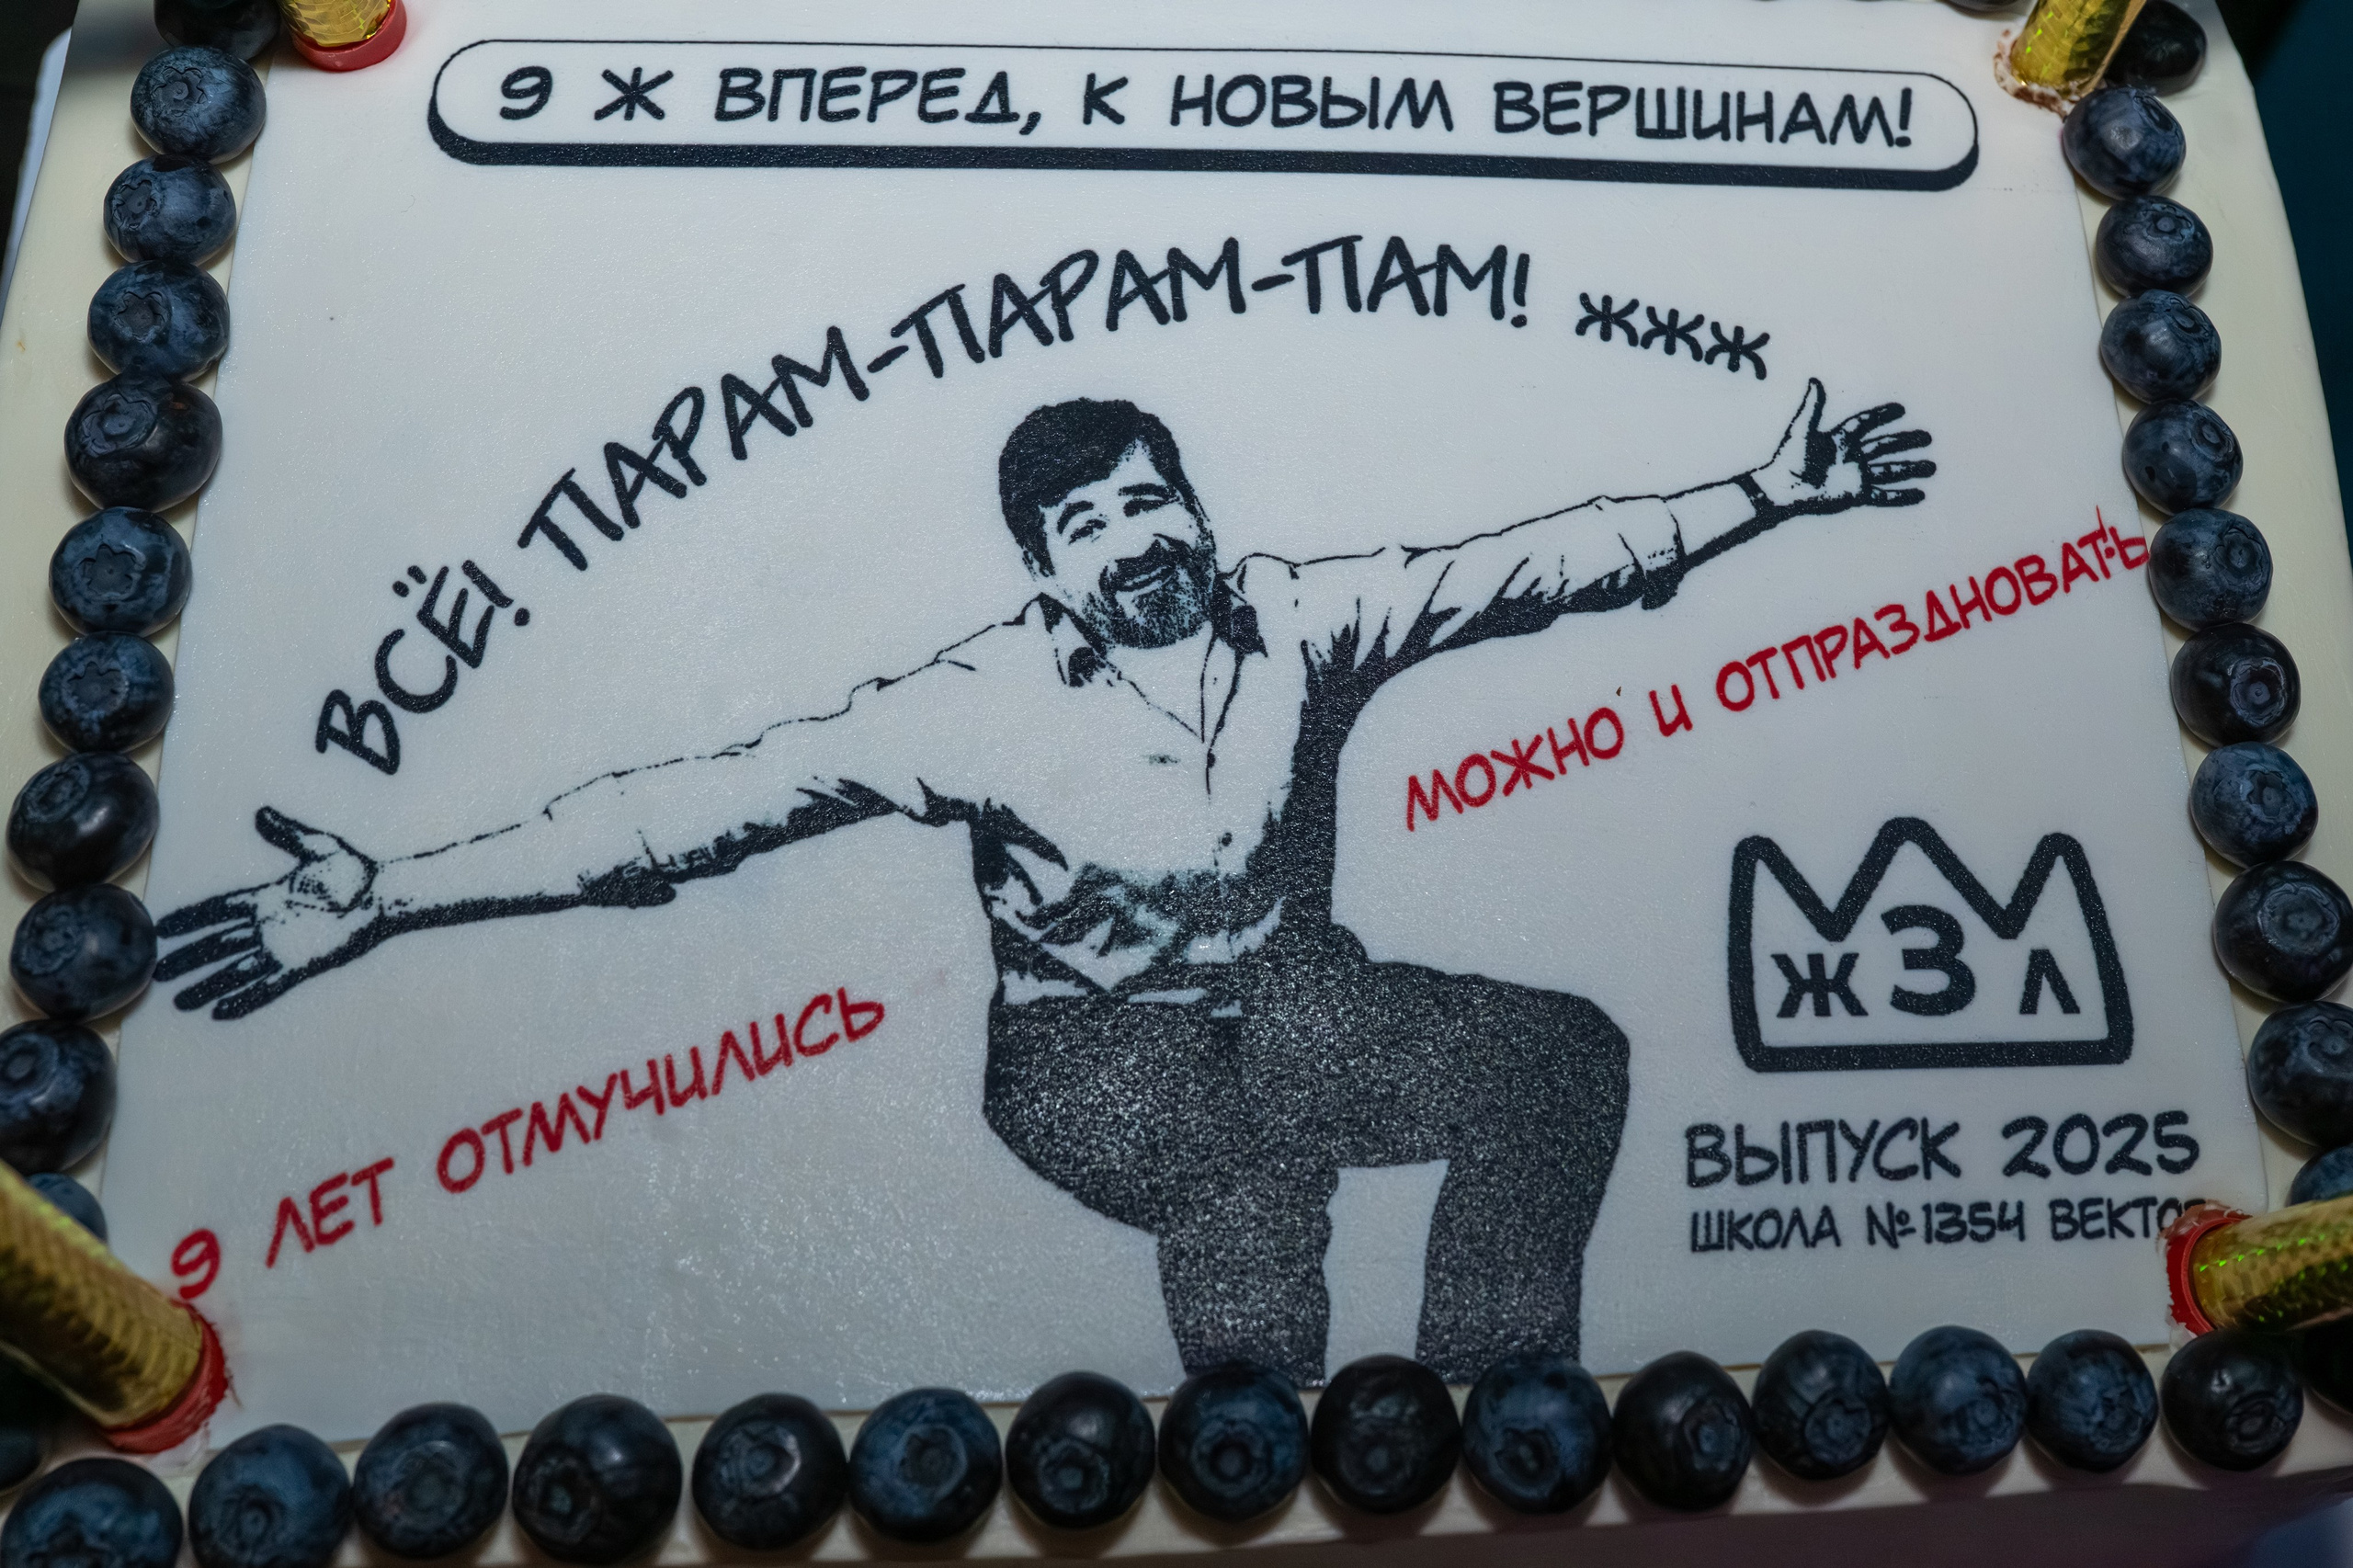 9 Ж ВПЕРЕД, К НОВЫМ ВЕРШИНАМ!
ВСЁ! ПАРАМ-ПАРАМ-ПАМ! ЖЖЖ
9 ЛЕТ ОТМУЧИЛИСЬ
МОЖНО И ОТПРАЗДНОВАТЬ
Ж З Л
ВЫПУСК 2025
ШКОЛА №1354 ВЕКТОР